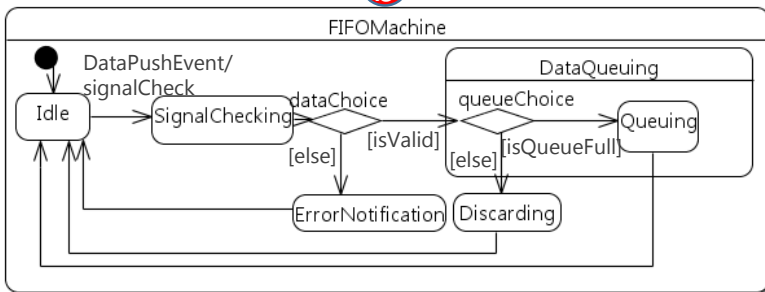 FIFOMachine
DataPushEvent/
signalCheck
DataQueuing
Idle
SignalChecking
dataChoice
queueChoice
Queuing
[isValid]
[isQueueFull]
[else]
[else]
ErrorNotification
Discarding